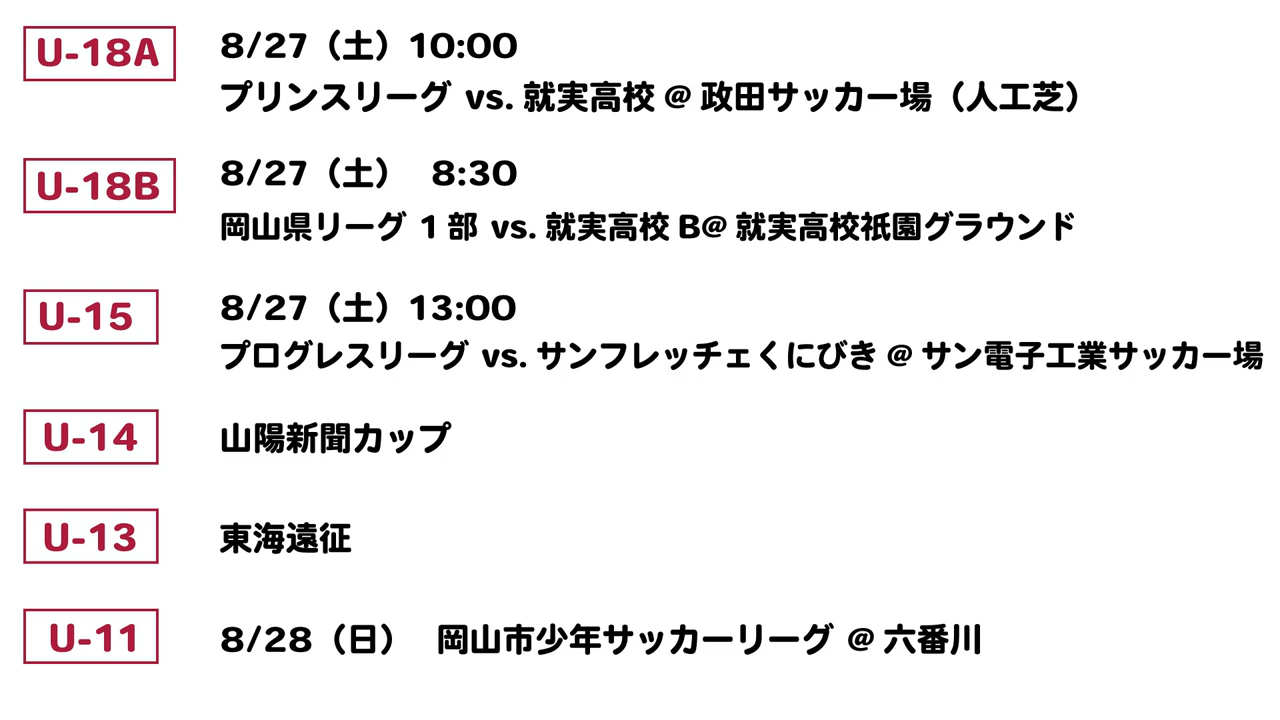 U-18A
8/27（土）10:00
プリンスリーグ vs. 就実高校 @ 政田サッカー場（人工芝）
U-18B
8/27（土） 8:30
岡山県リーグ 1 部 vs. 就実高校 B@ 就実高校祇園グラウンド
U-15
8/27（土）13:00
プログレスリーグ vs. サンフレッチェくにびき @ サン電子工業サッカー場
U-14
山陽新聞カップ
U-13
東海遠征
U-11
8/28（日） 岡山市少年サッカーリーグ @ 六番川